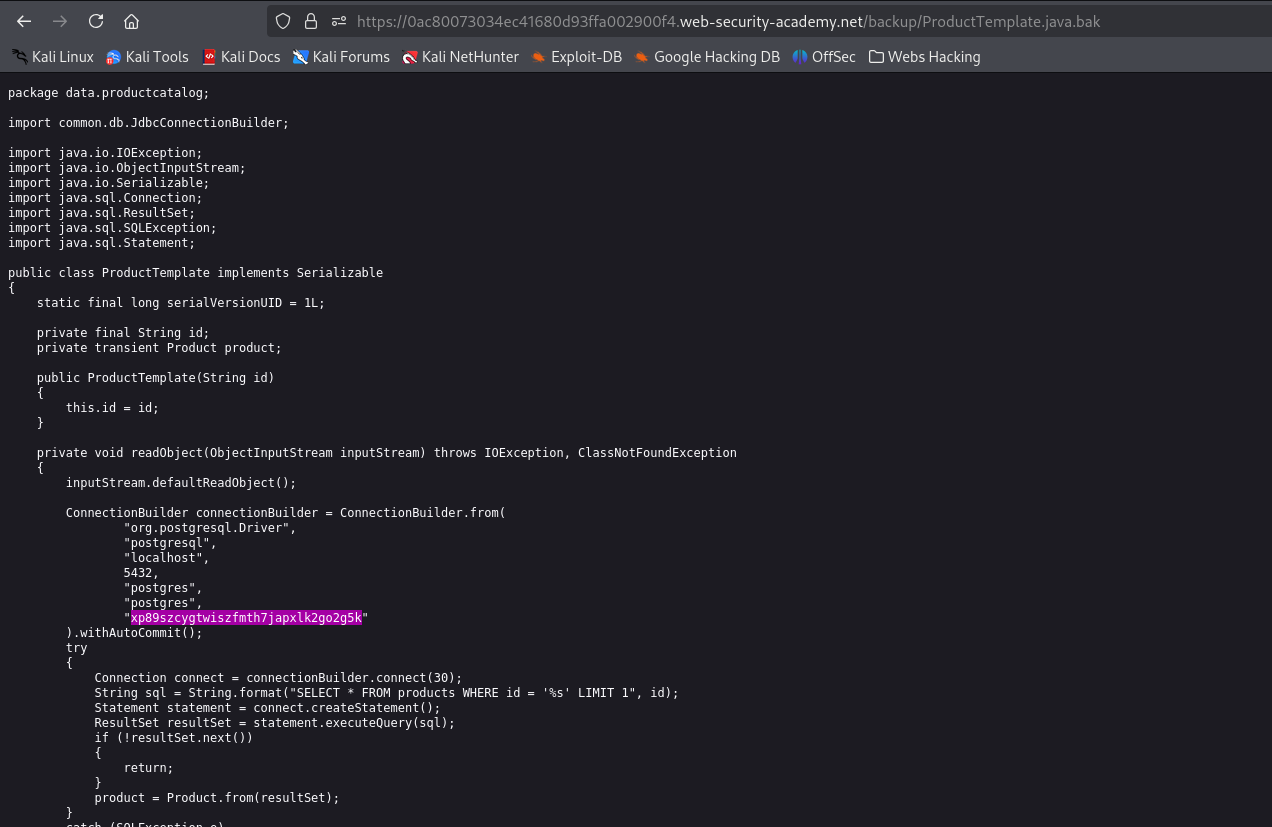 https://0ac80073034ec41680d93ffa002900f4.web-security-academy.net/backup/ProductTemplate.java.bak
Kali Linux Kali Tools Kali Docs Kali Forums Kali NetHunter Exploit-DB Google Hacking DB OffSec Webs Hacking
package data.productcatalog;
import common.db.JdbcConnectionBuilder;
import java.io.IOException;
import java.io.ObjectInputStream;
import java.io.Serializable;
import java.sql.Connection;
import java.sql.ResultSet;
import java.sql.SQLException;
import java.sql.Statement;
public class ProductTemplate implements Serializable
{
    static final long serialVersionUID = 1L;
    private final String id;
    private transient Product product;
    public ProductTemplate(String id)
    {
        this.id = id;
    }
    private void readObject(ObjectInputStream inputStream) throws IOException, ClassNotFoundException
    {
        inputStream.defaultReadObject();
        ConnectionBuilder connectionBuilder = ConnectionBuilder.from(
                "org.postgresql.Driver",
                "postgresql",
                "localhost",
                5432,
                "postgres",
                "postgres",
                "xp89szcygtwiszfmth7japxlk2go2g5k"
        ).withAutoCommit();
        try
        {
            Connection connect = connectionBuilder.connect(30);
            String sql = String.format("SELECT * FROM products WHERE id = '%s' LIMIT 1", id);
            Statement statement = connect.createStatement();
            ResultSet resultSet = statement.executeQuery(sql);
            if (!resultSet.next())
            {
                return;
            }
            product = Product.from(resultSet);
        }
        catch (SQLException e)